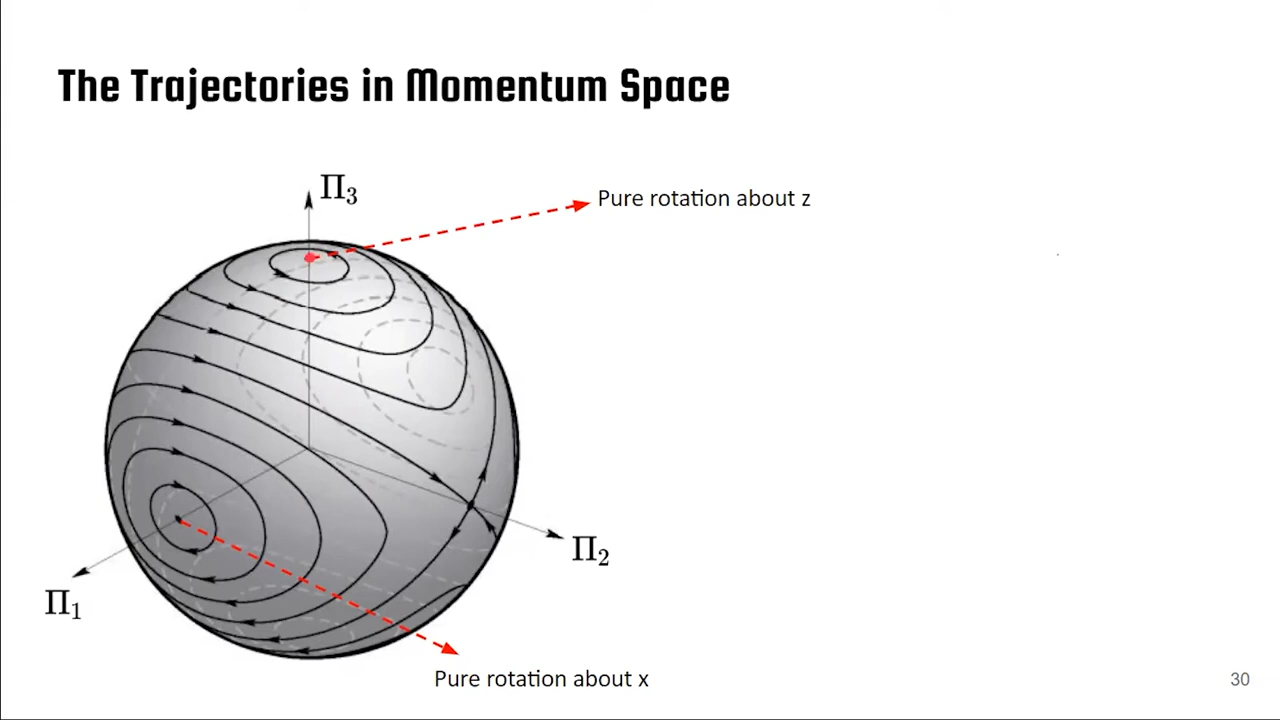 The Trajectories in Momentum Space
Π₃
Pure rotation about z
Π₂
Π₁
Pure rotation about x
30